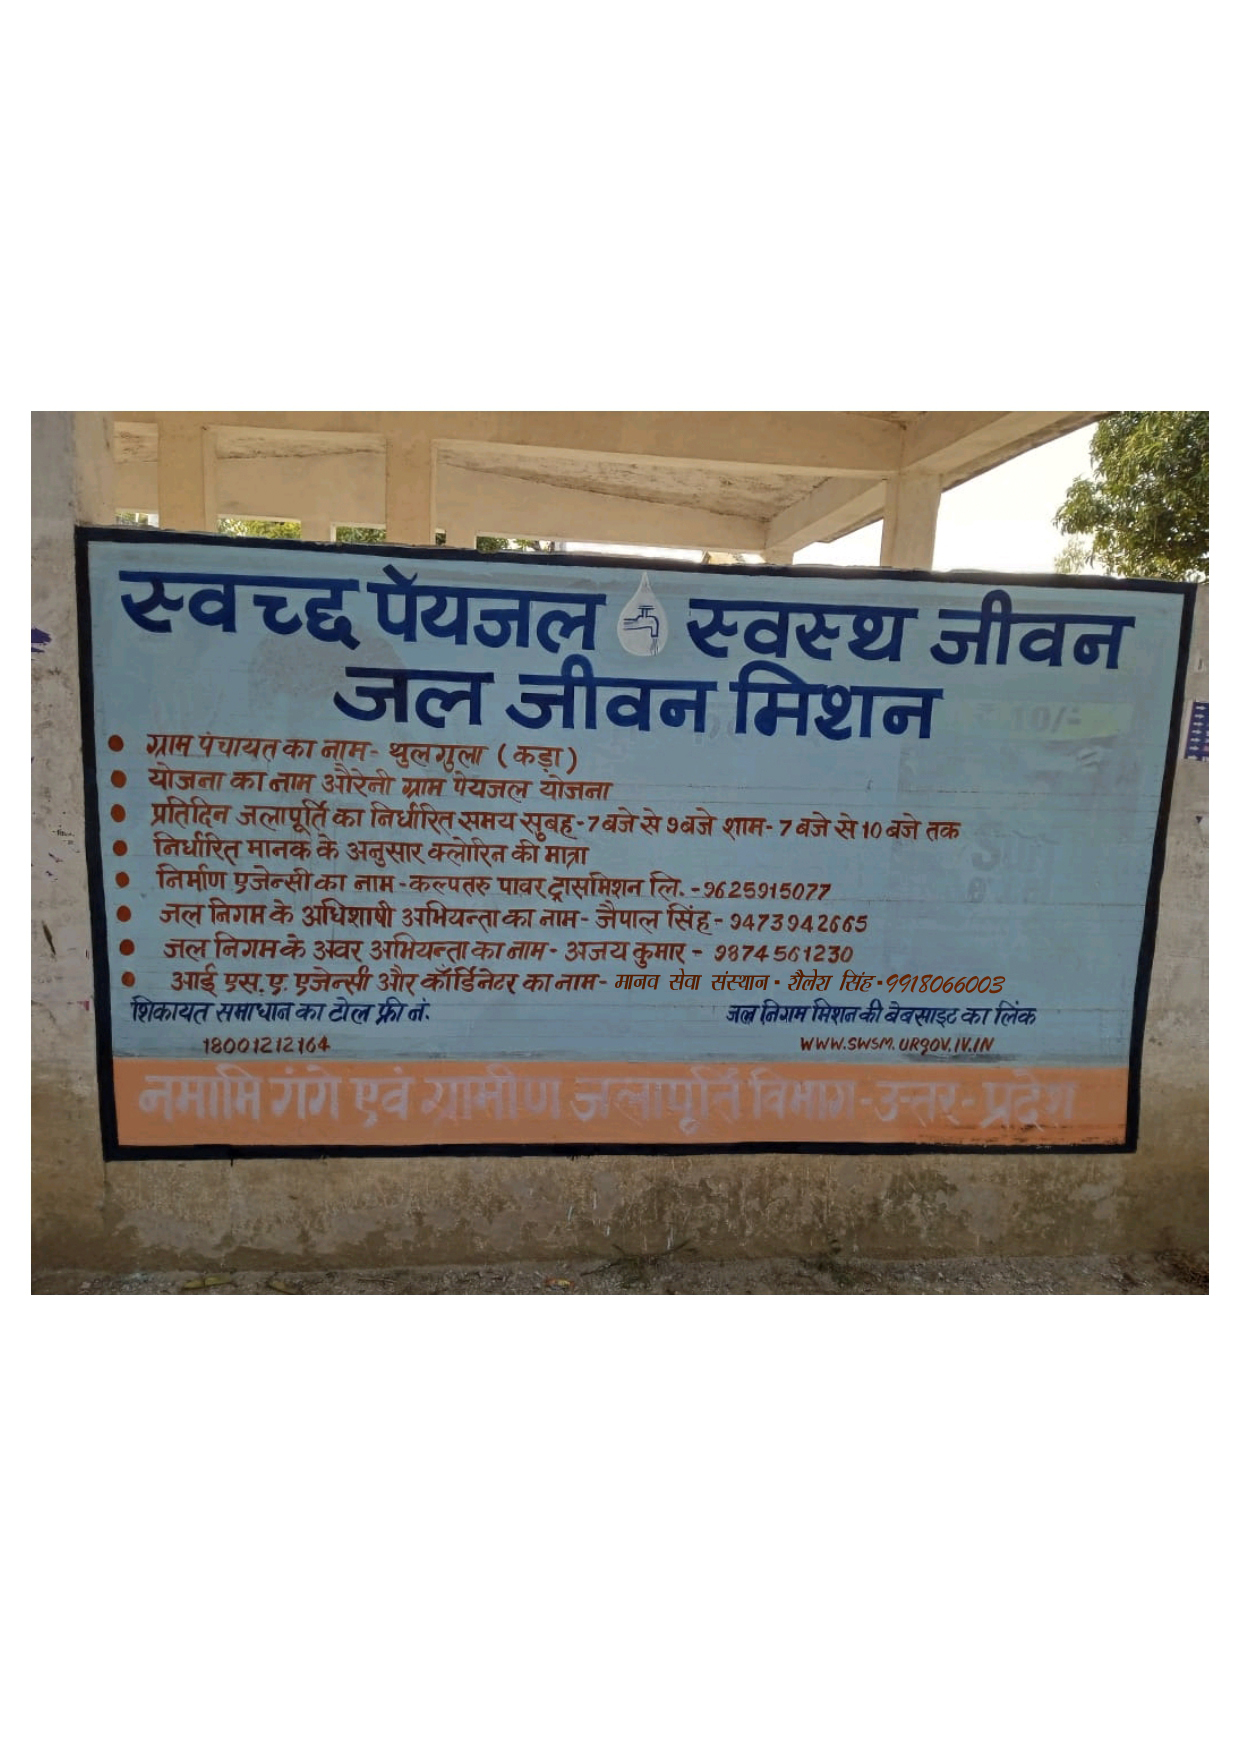 स्वच्छ पेयजल स्वस्थ जीवन
जल जीवन मिशन
ग्राम पंचायत का नाम - थुलगुला (कड़ा)
योजना का नाम औरेनी ग्राम पेयजल योजना
प्रतिदिन जलापूर्ति का निर्धारित समय सुबह - 7 बजे से 9 बजे शाम - 7 बजे से 10 बजे तक
निर्धारित मानक के अनुसार क्लोरिन की मात्रा
निर्माण एजेन्सी का नाम - कल्पतरु पावर ट्रासमिशन लि. - 9625915077
जल निगम के अधिशाषी अभियन्ता का नाम - जैपाल सिंह - 9473942665
जल निगम के अवर अभियन्ता का नाम - अजय कुमार - 9874561230
आई एस. ए. एजेन्सी और कॉर्डिनेटर का नाम - मानव सेवा संस्थान - शैलेश सिंह - 9918066003
शिकायत समाधान का टोल फ्री नं. जल निगम मिशन की बेबसाइट का लिंक
18001212164 WWW.SWSM.URGOV.IV.IN
नमामि गंगे एवं ग्रामीण जलापूर्ति विभाग - उत्तर - प्रदेश